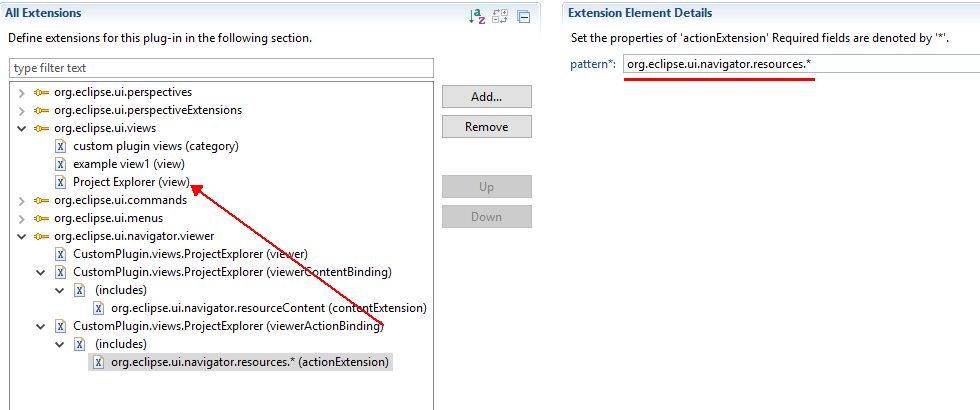 All Extensions
Define extensions for this plug-in in the following section.
type filter text
org.eclipse.ui.perspectives
org.eclipse.ui.perspectiveExtensions
org.eclipse.ui.views
custom plugin views (category)
example view1 (view)
Project Explorer (view)
org.eclipse.ui.commands
org.eclipse.ui.menus
org.eclipse.ui.navigator.viewer
CustomPlugin.views.ProjectExplorer (viewer)
CustomPlugin.views.ProjectExplorer (viewerContentBinding)
(includes)
org.eclipse.ui.navigator.resourceContent (contentExtension)
CustomPlugin.views.ProjectExplorer (viewerActionBinding)
(includes)
org.eclipse.ui.navigator.resources.* (actionExtension)
Add...
Remove
Up
Down
Extension Element Details
Set the properties of 'actionExtension' Required fields are denoted by '*'.
pattern*: org.eclipse.ui.navigator.resources.*